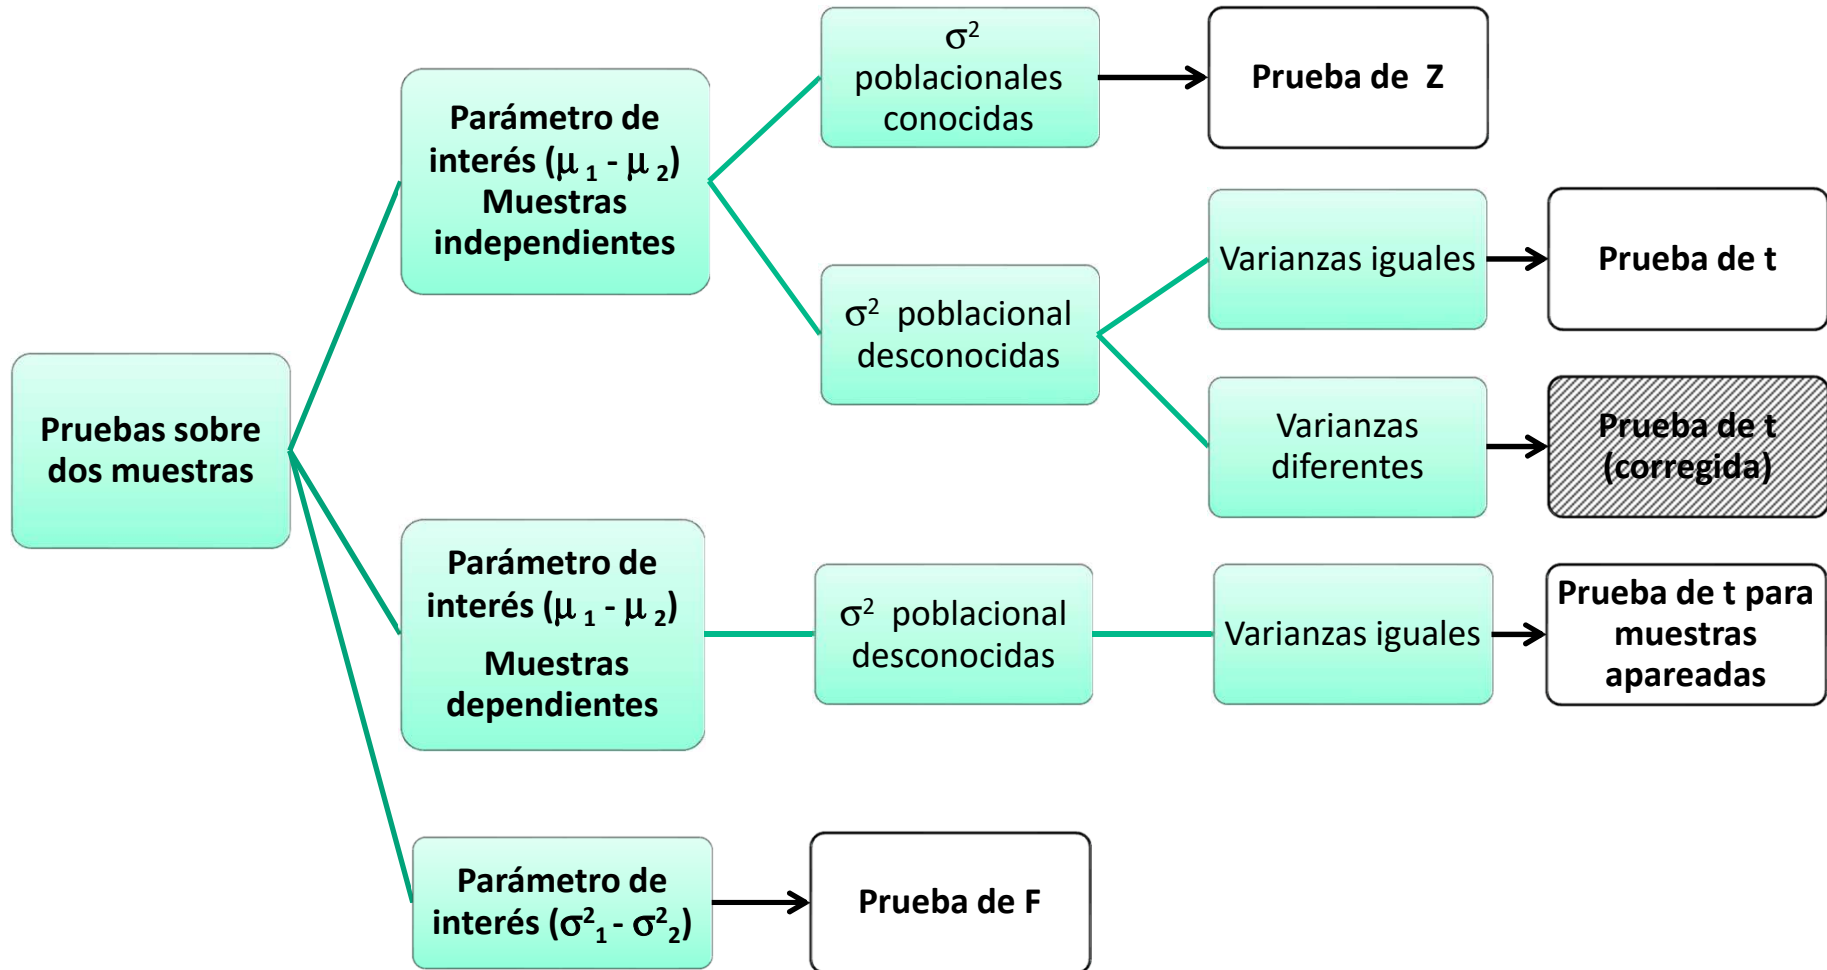 σ²
poblacionales
conocidas
Prueba de Z
Parámetro de
interés (μ ₁ - μ ₂)
Muestras
independientes
Varianzas iguales
Prueba de t
σ² poblacional
desconocidas
Pruebas sobre
dos muestras
Varianzas
diferentes
Prueba de t
(corregida)
Parámetro de
interés (μ ₁ - μ ₂)
Muestras
dependientes
σ² poblacional
desconocidas
Varianzas iguales
Prueba de t para
muestras
apareadas
Parámetro de
interés (σ²₁ - σ²₂)
Prueba de F